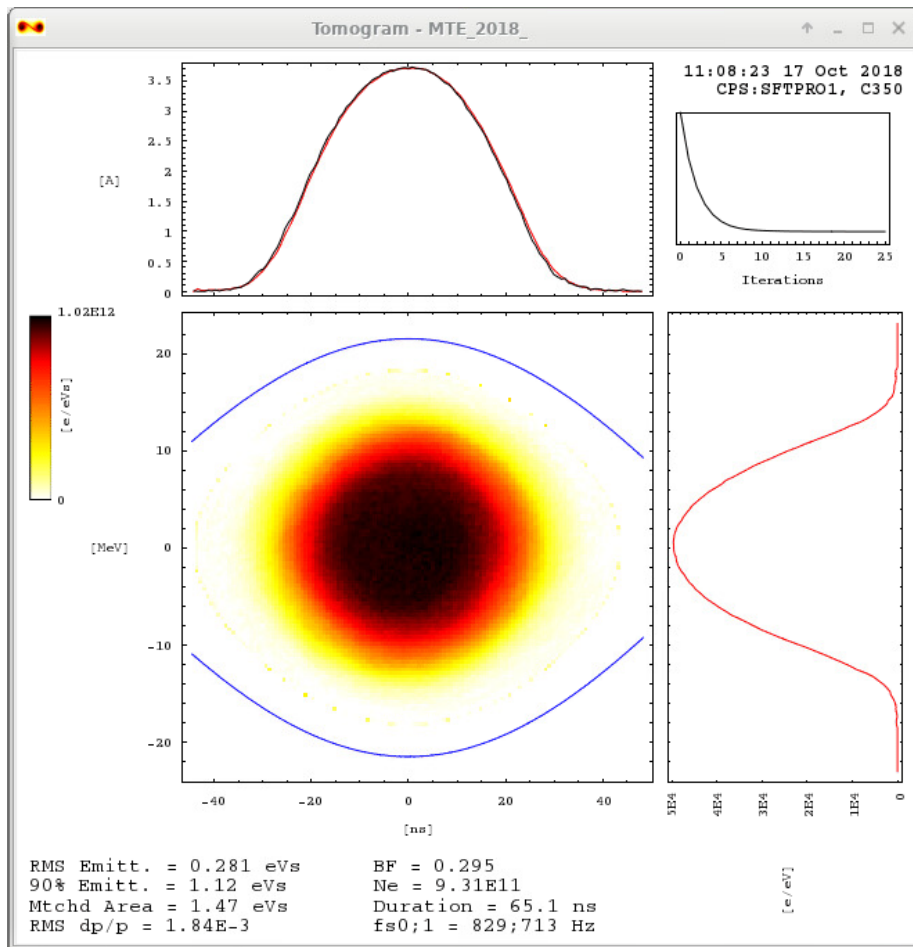 Tomogram - MTE_2018_
11:08:23 17 Oct 2018
CPS:SFTPRO1, C350
3.5
3
2.5
2
1.5
1
0.5
0
[A]
0 5 10 15 20 25
Iterations
1.02E12
[e/eVs]
0
20
10
0
-10
-20
[MeV]
-40 -20 0 20 40
[ns]
5E4 4E4 3E4 2E4 1E4 0
[e/eV]
RMS Emitt. = 0.281 eVs
90% Emitt. = 1.12 eVs
Mtchd Area = 1.47 eVs
RMS dp/p = 1.84E-3
BF = 0.295
Ne = 9.31E11
Duration = 65.1 ns
fs0;1 = 829;713 Hz